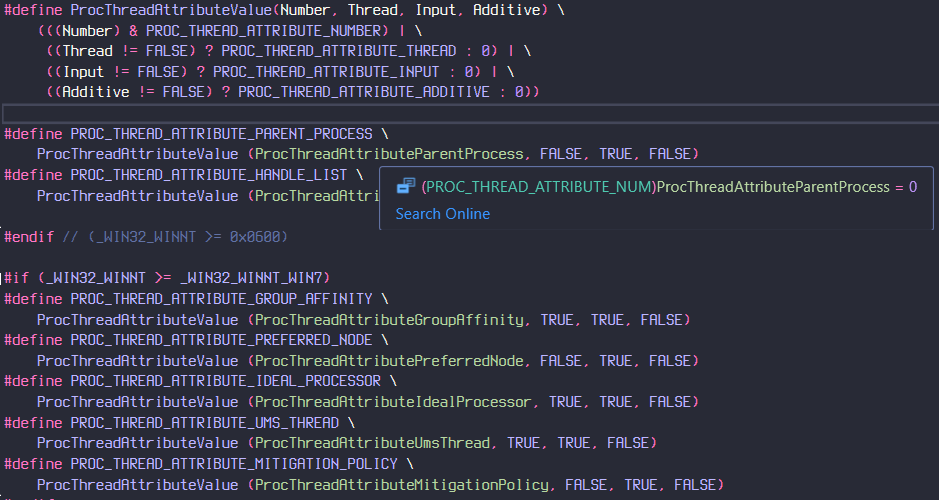 #define ProcThreadAttributeValue(Number, Thread, Input, Additive) \
    (((Number) & PROC_THREAD_ATTRIBUTE_NUMBER) | \
     ((Thread != FALSE) ? PROC_THREAD_ATTRIBUTE_THREAD : 0) | \
     ((Input != FALSE) ? PROC_THREAD_ATTRIBUTE_INPUT : 0) | \
     ((Additive != FALSE) ? PROC_THREAD_ATTRIBUTE_ADDITIVE : 0))
#define PROC_THREAD_ATTRIBUTE_PARENT_PROCESS \
    ProcThreadAttributeValue (ProcThreadAttributeParentProcess, FALSE, TRUE, FALSE)
#define PROC_THREAD_ATTRIBUTE_HANDLE_LIST \
    ProcThreadAttributeValue (ProcThreadAttri
(PROC_THREAD_ATTRIBUTE_NUM)ProcThreadAttributeParentProcess = 0
Search Online
#endif // (_WIN32_WINNT >= 0x0600)
#if (_WIN32_WINNT >= _WIN32_WINNT_WIN7)
#define PROC_THREAD_ATTRIBUTE_GROUP_AFFINITY \
    ProcThreadAttributeValue (ProcThreadAttributeGroupAffinity, TRUE, TRUE, FALSE)
#define PROC_THREAD_ATTRIBUTE_PREFERRED_NODE \
    ProcThreadAttributeValue (ProcThreadAttributePreferredNode, FALSE, TRUE, FALSE)
#define PROC_THREAD_ATTRIBUTE_IDEAL_PROCESSOR \
    ProcThreadAttributeValue (ProcThreadAttributeIdealProcessor, TRUE, TRUE, FALSE)
#define PROC_THREAD_ATTRIBUTE_UMS_THREAD \
    ProcThreadAttributeValue (ProcThreadAttributeUmsThread, TRUE, TRUE, FALSE)
#define PROC_THREAD_ATTRIBUTE_MITIGATION_POLICY \
    ProcThreadAttributeValue (ProcThreadAttributeMitigationPolicy, FALSE, TRUE, FALSE)